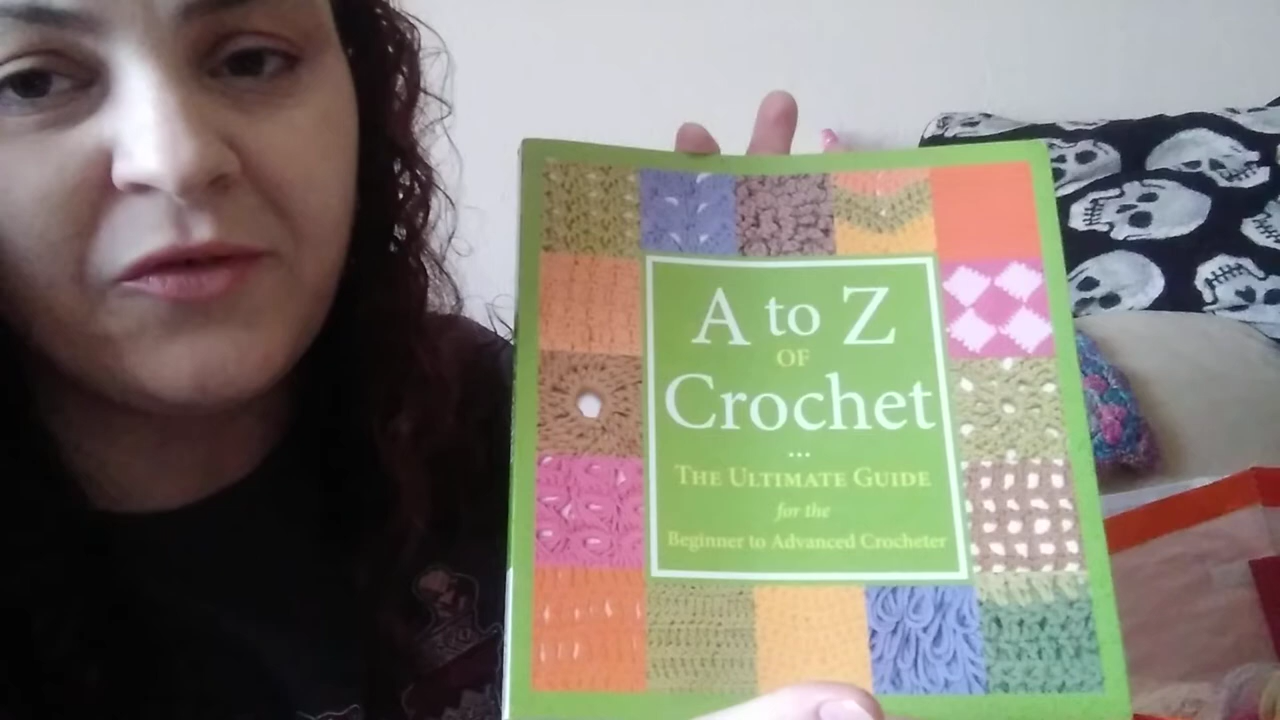 A to Z
OF
Crochet
...
THE ULTIMATE GUIDE
for the
Beginner to Advanced Crocheter